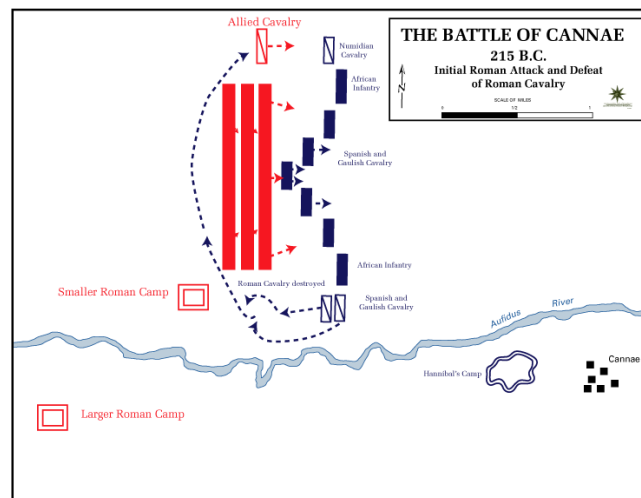 Allied Cavalry
Numidian
Cavalry
THE BATTLE OF CANNAE
215 B.C.
Initial Roman Attack and Defeat
of Roman Cavalry
N
SCALE OF MILES
0
1/2
1
African
Infantry
Spanish and
Gaulish Cavalry
African Infantry
Roman Cavalry destroyed
Smaller Roman Camp
Spanish and
Gaulish Cavalry
Aufidus River
Cannae
Hannibal's Camp
Larger Roman Camp